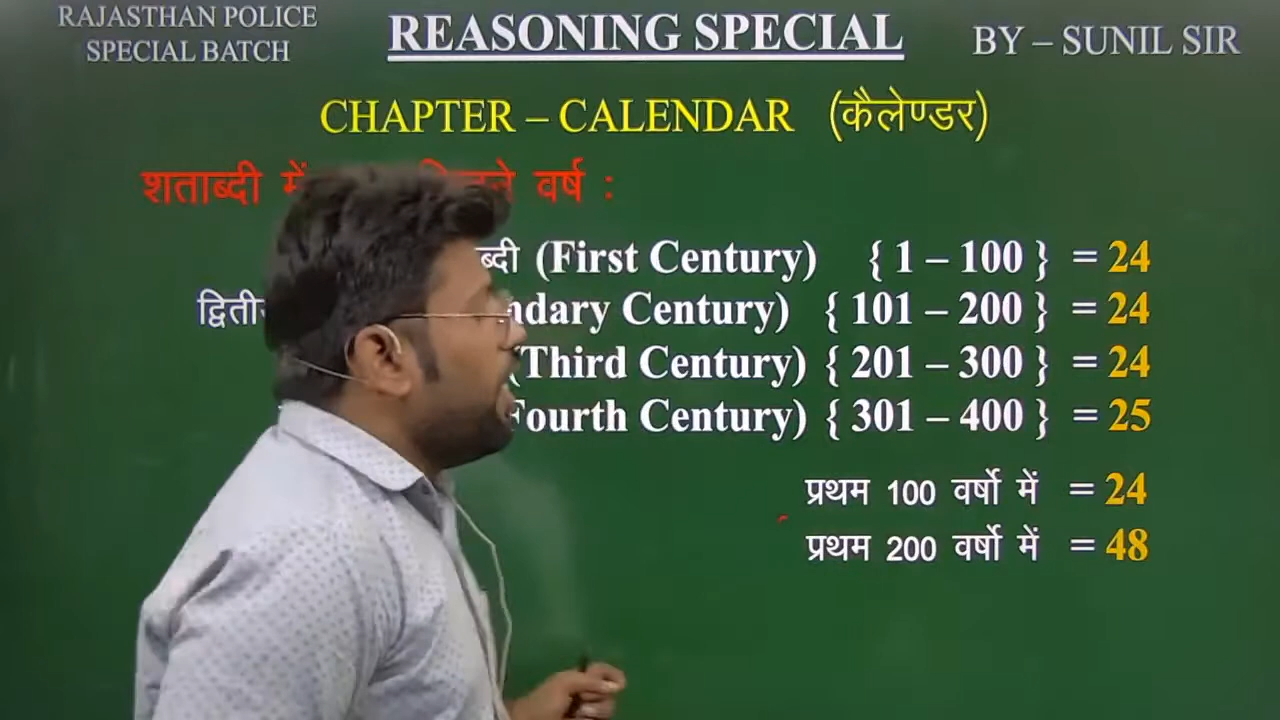 RAJASTHAN POLICE
SPECIAL BATCH
REASONING SPECIAL
BY – SUNIL SIR
CHAPTER – CALENDAR (कैलेण्डर)
शताब्दी में वर्ष :
(First Century) { 1 – 100 } = 24
Century) { 101 – 200 } = 24
(Third Century) { 201 – 300 } = 24
Fourth Century) { 301 – 400 } = 25
प्रथम 100 वर्षो में = 24
प्रथम 200 वर्षो में = 48